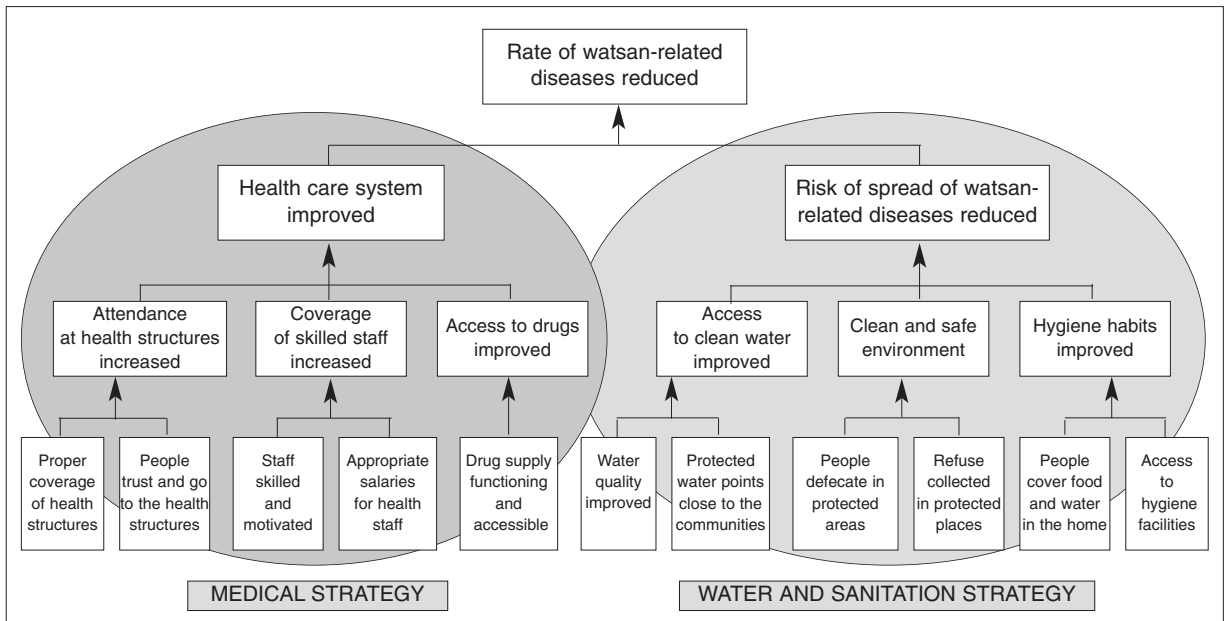 Rate of watsan-related
diseases reduced
Health care system
improved
Risk of spread of watsan-
related diseases reduced
Attendance
at health structures
increased
Coverage
of skilled staff
increased
Access to drugs
improved
Access
to clean water
improved
Clean and safe
environment
Hygiene habits
improved
Proper
coverage
of health
structures
People
trust and go
to the health
structures
Staff
skilled
and
motivated
Appropriate
salaries
for health
staff
Drug supply
functioning
and
accessible
Water
quality
improved
Protected
water points
close to the
communities
People
defecate in
protected
areas
Refuse
collected
in protected
places
People
cover food
and water
in the home
Access
to
hygiene
facilities
MEDICAL STRATEGY
WATER AND SANITATION STRATEGY